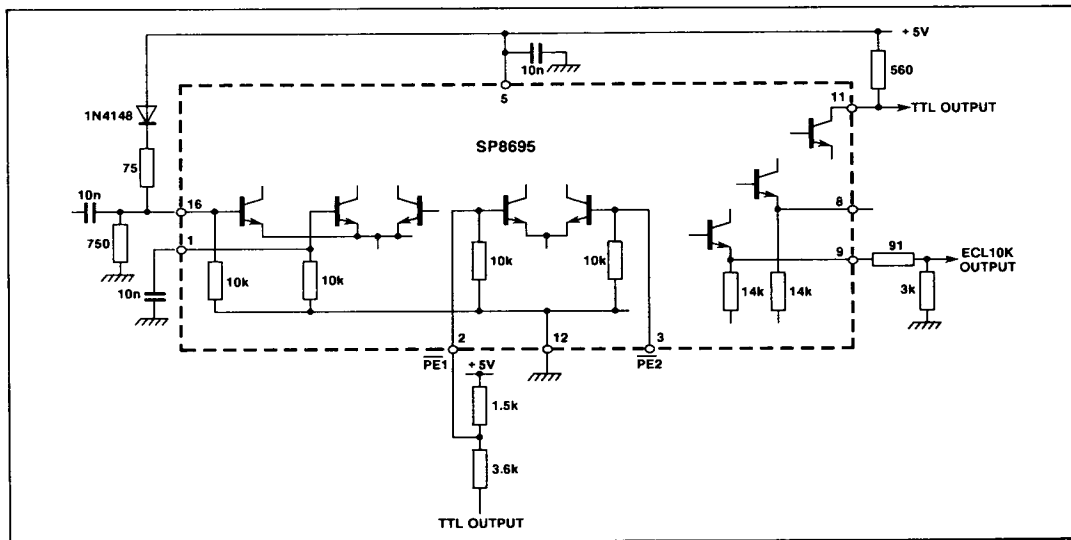 + 5V
10n
560
5
11
TTL OUTPUT
1N4148
SP8695
75
10n
16
8
750
1
9
91
ECL10K
OUTPUT
10k
10k
10k
10k
10n
14k
14k
3k
2
12
3
PE1
PE2
+ 5V
1.5k
3.6k
TTL OUTPUT